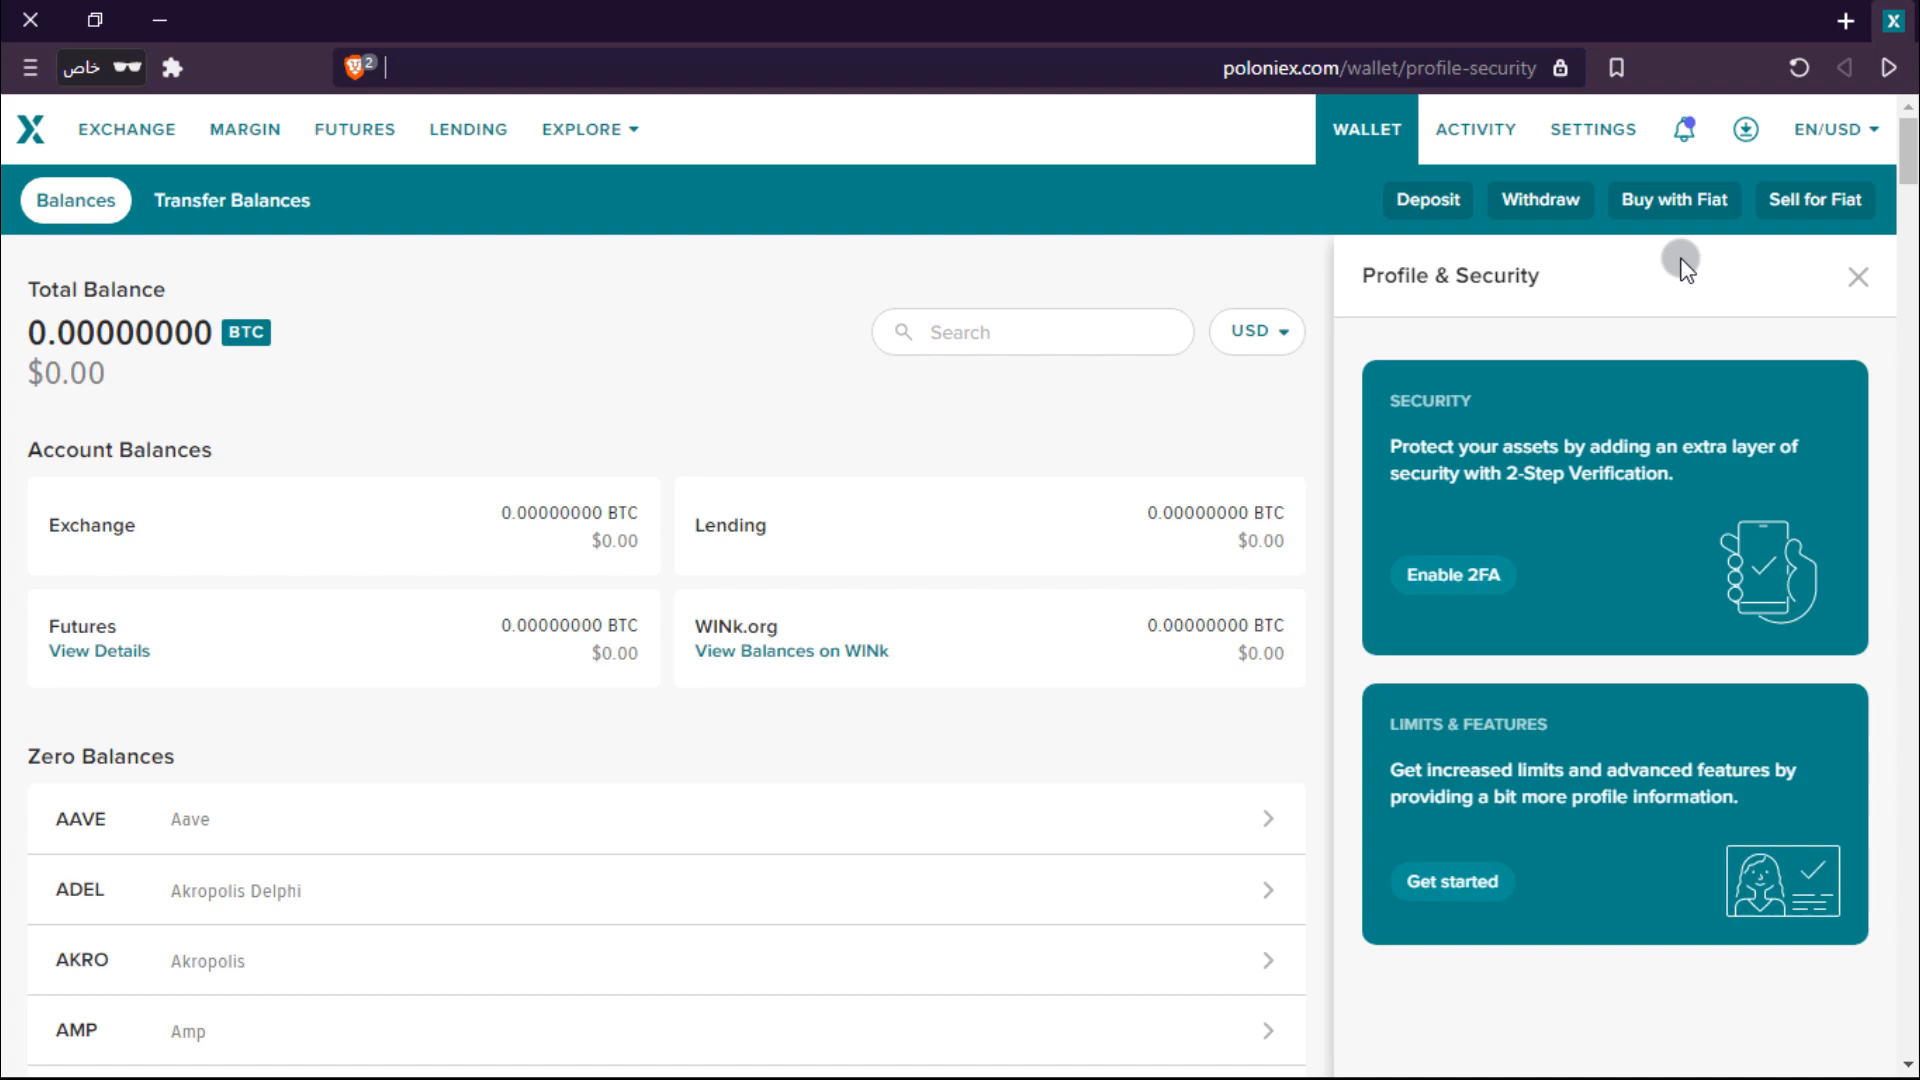 خاص
2
poloniex.com/wallet/profile-security
EXCHANGE MARGIN FUTURES LENDING EXPLORE
WALLET ACTIVITY SETTINGS EN/USD
Balances Transfer Balances
Deposit Withdraw Buy with Fiat Sell for Fiat
Total Balance
0.00000000 BTC
$0.00
Search
USD
Account Balances
Exchange
0.00000000 BTC
$0.00
Lending
0.00000000 BTC
$0.00
Futures
View Details
0.00000000 BTC
$0.00
WINk.org
View Balances on WINk
0.00000000 BTC
$0.00
Zero Balances
AAVE Aave
ADEL Akropolis Delphi
AKRO Akropolis
AMP Amp
Profile & Security
SECURITY
Protect your assets by adding an extra layer of
security with 2-Step Verification.
Enable 2FA
LIMITS & FEATURES
Get increased limits and advanced features by
providing a bit more profile information.
Get started